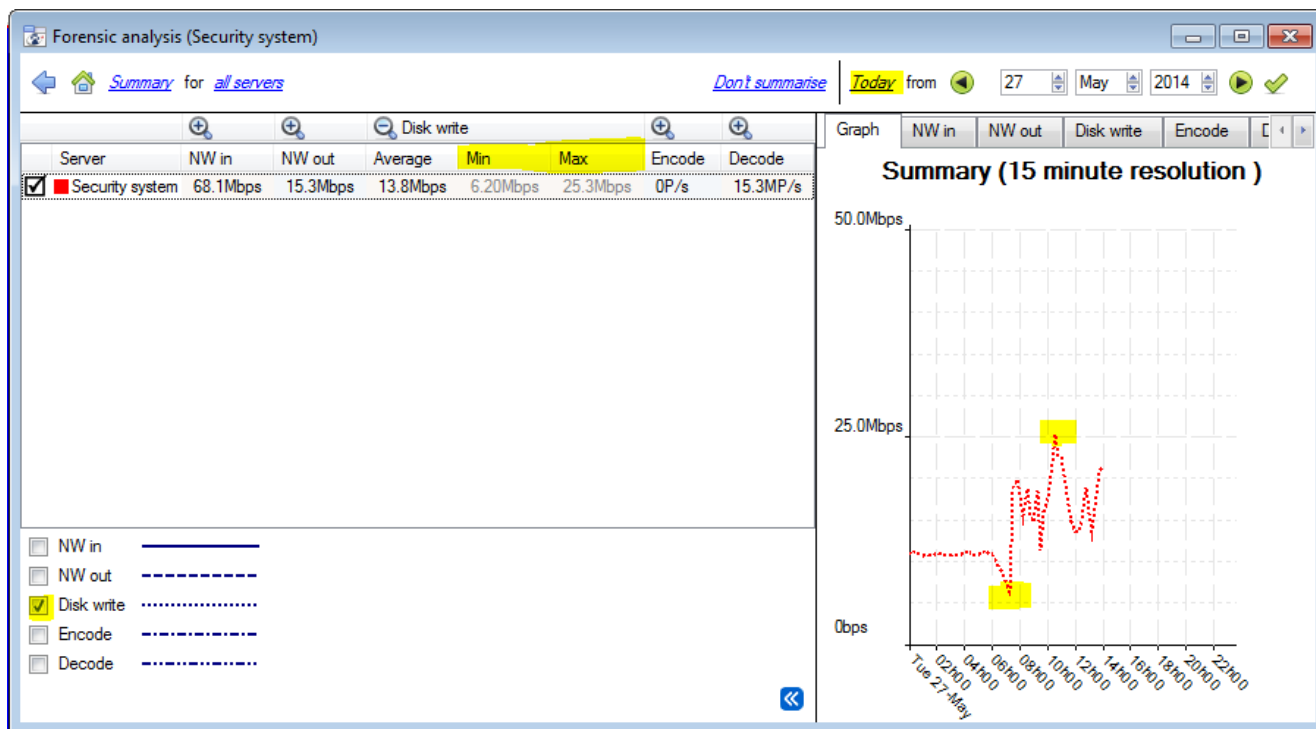 Forensic analysis (Security system)
Summary for all servers Don't summarise Today from 27 May 2014
Disk write
Server NW in NW out Average Min Max Encode Decode
Security system 68.1Mbps 15.3Mbps 13.8Mbps 6.20Mbps 25.3Mbps 0P/s 15.3MP/s
NW in
NW out
Disk write
Encode
Decode
Graph NW in NW out Disk write Encode
Summary (15 minute resolution )
50.0Mbps
25.0Mbps
0bps
Tue 27-May 02h00 04h00 06h00 08h00 10h00 12h00 14h00 16h00 18h00 20h00 22h00